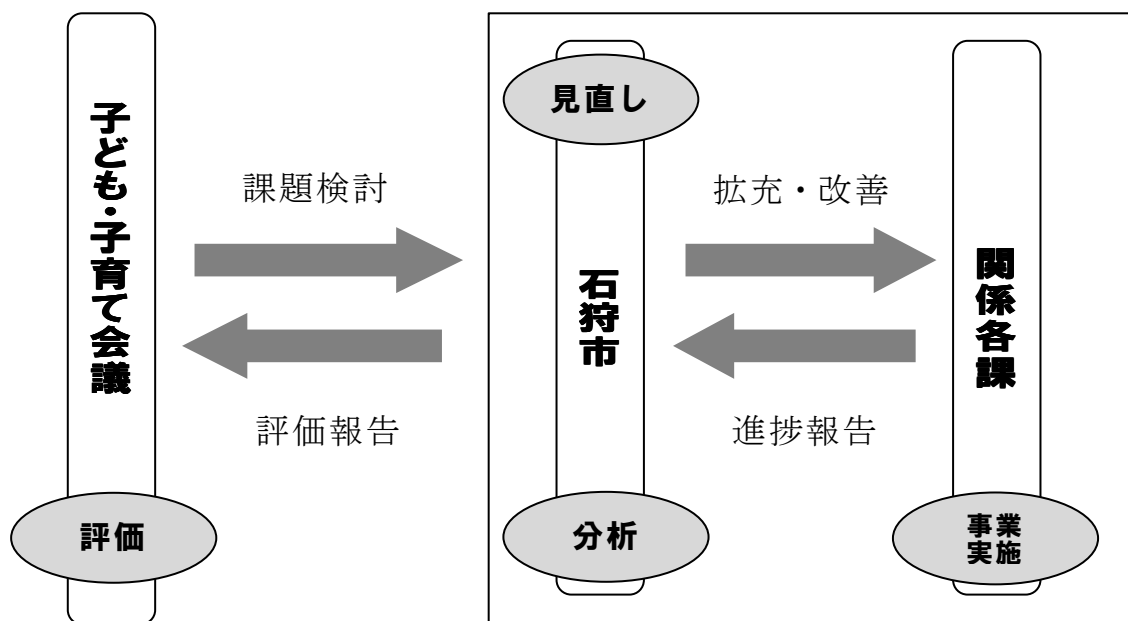 子ども・子育て会議
評価
課題検討
評価報告
見直し
石狩市
分析
拡充・改善
進捗報告
関係各課
事業
実施